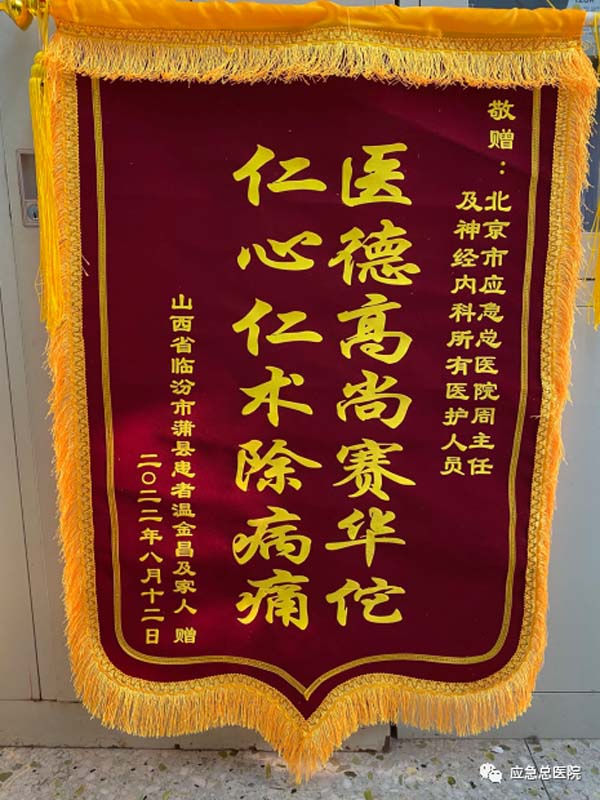 敬赠：
北京市应急总医院周主任
及神经内科所有医护人员
医德高尚赛华佗
仁心仁术除病痛
山西省临汾市蒲县患者温金昌及家人 赠
二〇二二年八月十二日
应急总医院